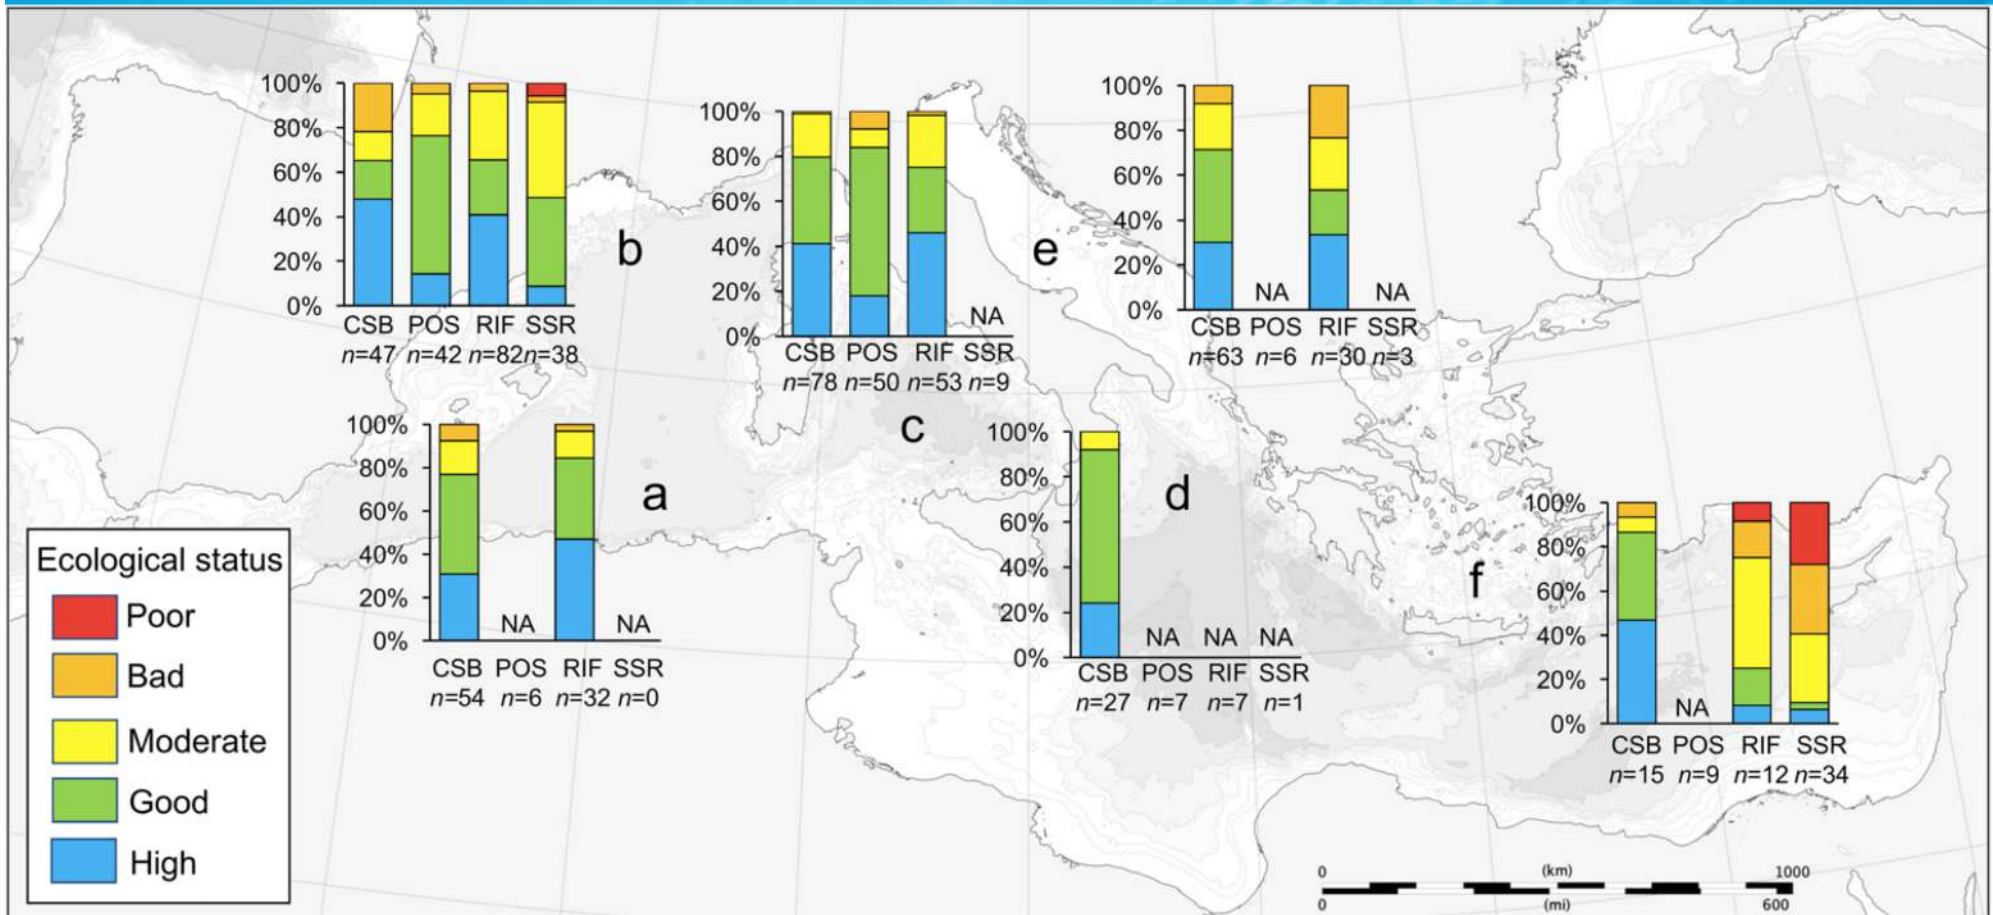 100%
80%
60%
40%
20%
0%
CSB POS RIF SSR
n=47 n=42 n=82 n=38
b
100%
80%
60%
40%
20%
0%
NA
CSB POS RIF SSR
n=78 n=50 n=53 n=9
c
e
100%
80%
60%
40%
20%
0%
NA NA
CSB POS RIF SSR
n=63 n=6 n=30 n=3
100%
80%
60%
40%
20%
0%
NA NA
CSB POS RIF SSR
n=54 n=6 n=32 n=0
a
100%
80%
60%
40%
20%
0%
NA NA NA
CSB POS RIF SSR
n=27 n=7 n=7 n=1
d
f
100%
80%
60%
40%
20%
0%
NA
CSB POS RIF SSR
n=15 n=9 n=12 n=34
Ecological status
Poor
Bad
Moderate
Good
High
0 (km) 1000
0 (mi) 600